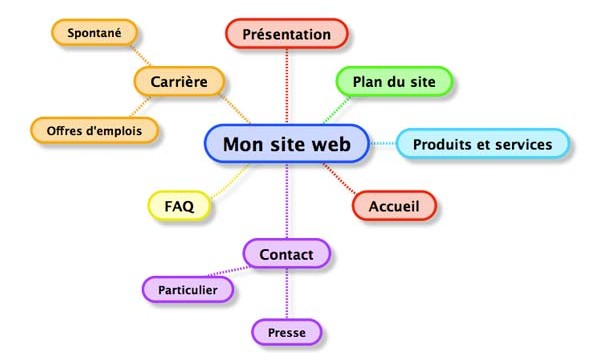 Spontané
Présentation
Carrière
Plan du site
Offres d'emplois
Mon site web
Produits et services
FAQ
Accueil
Contact
Particulier
Presse